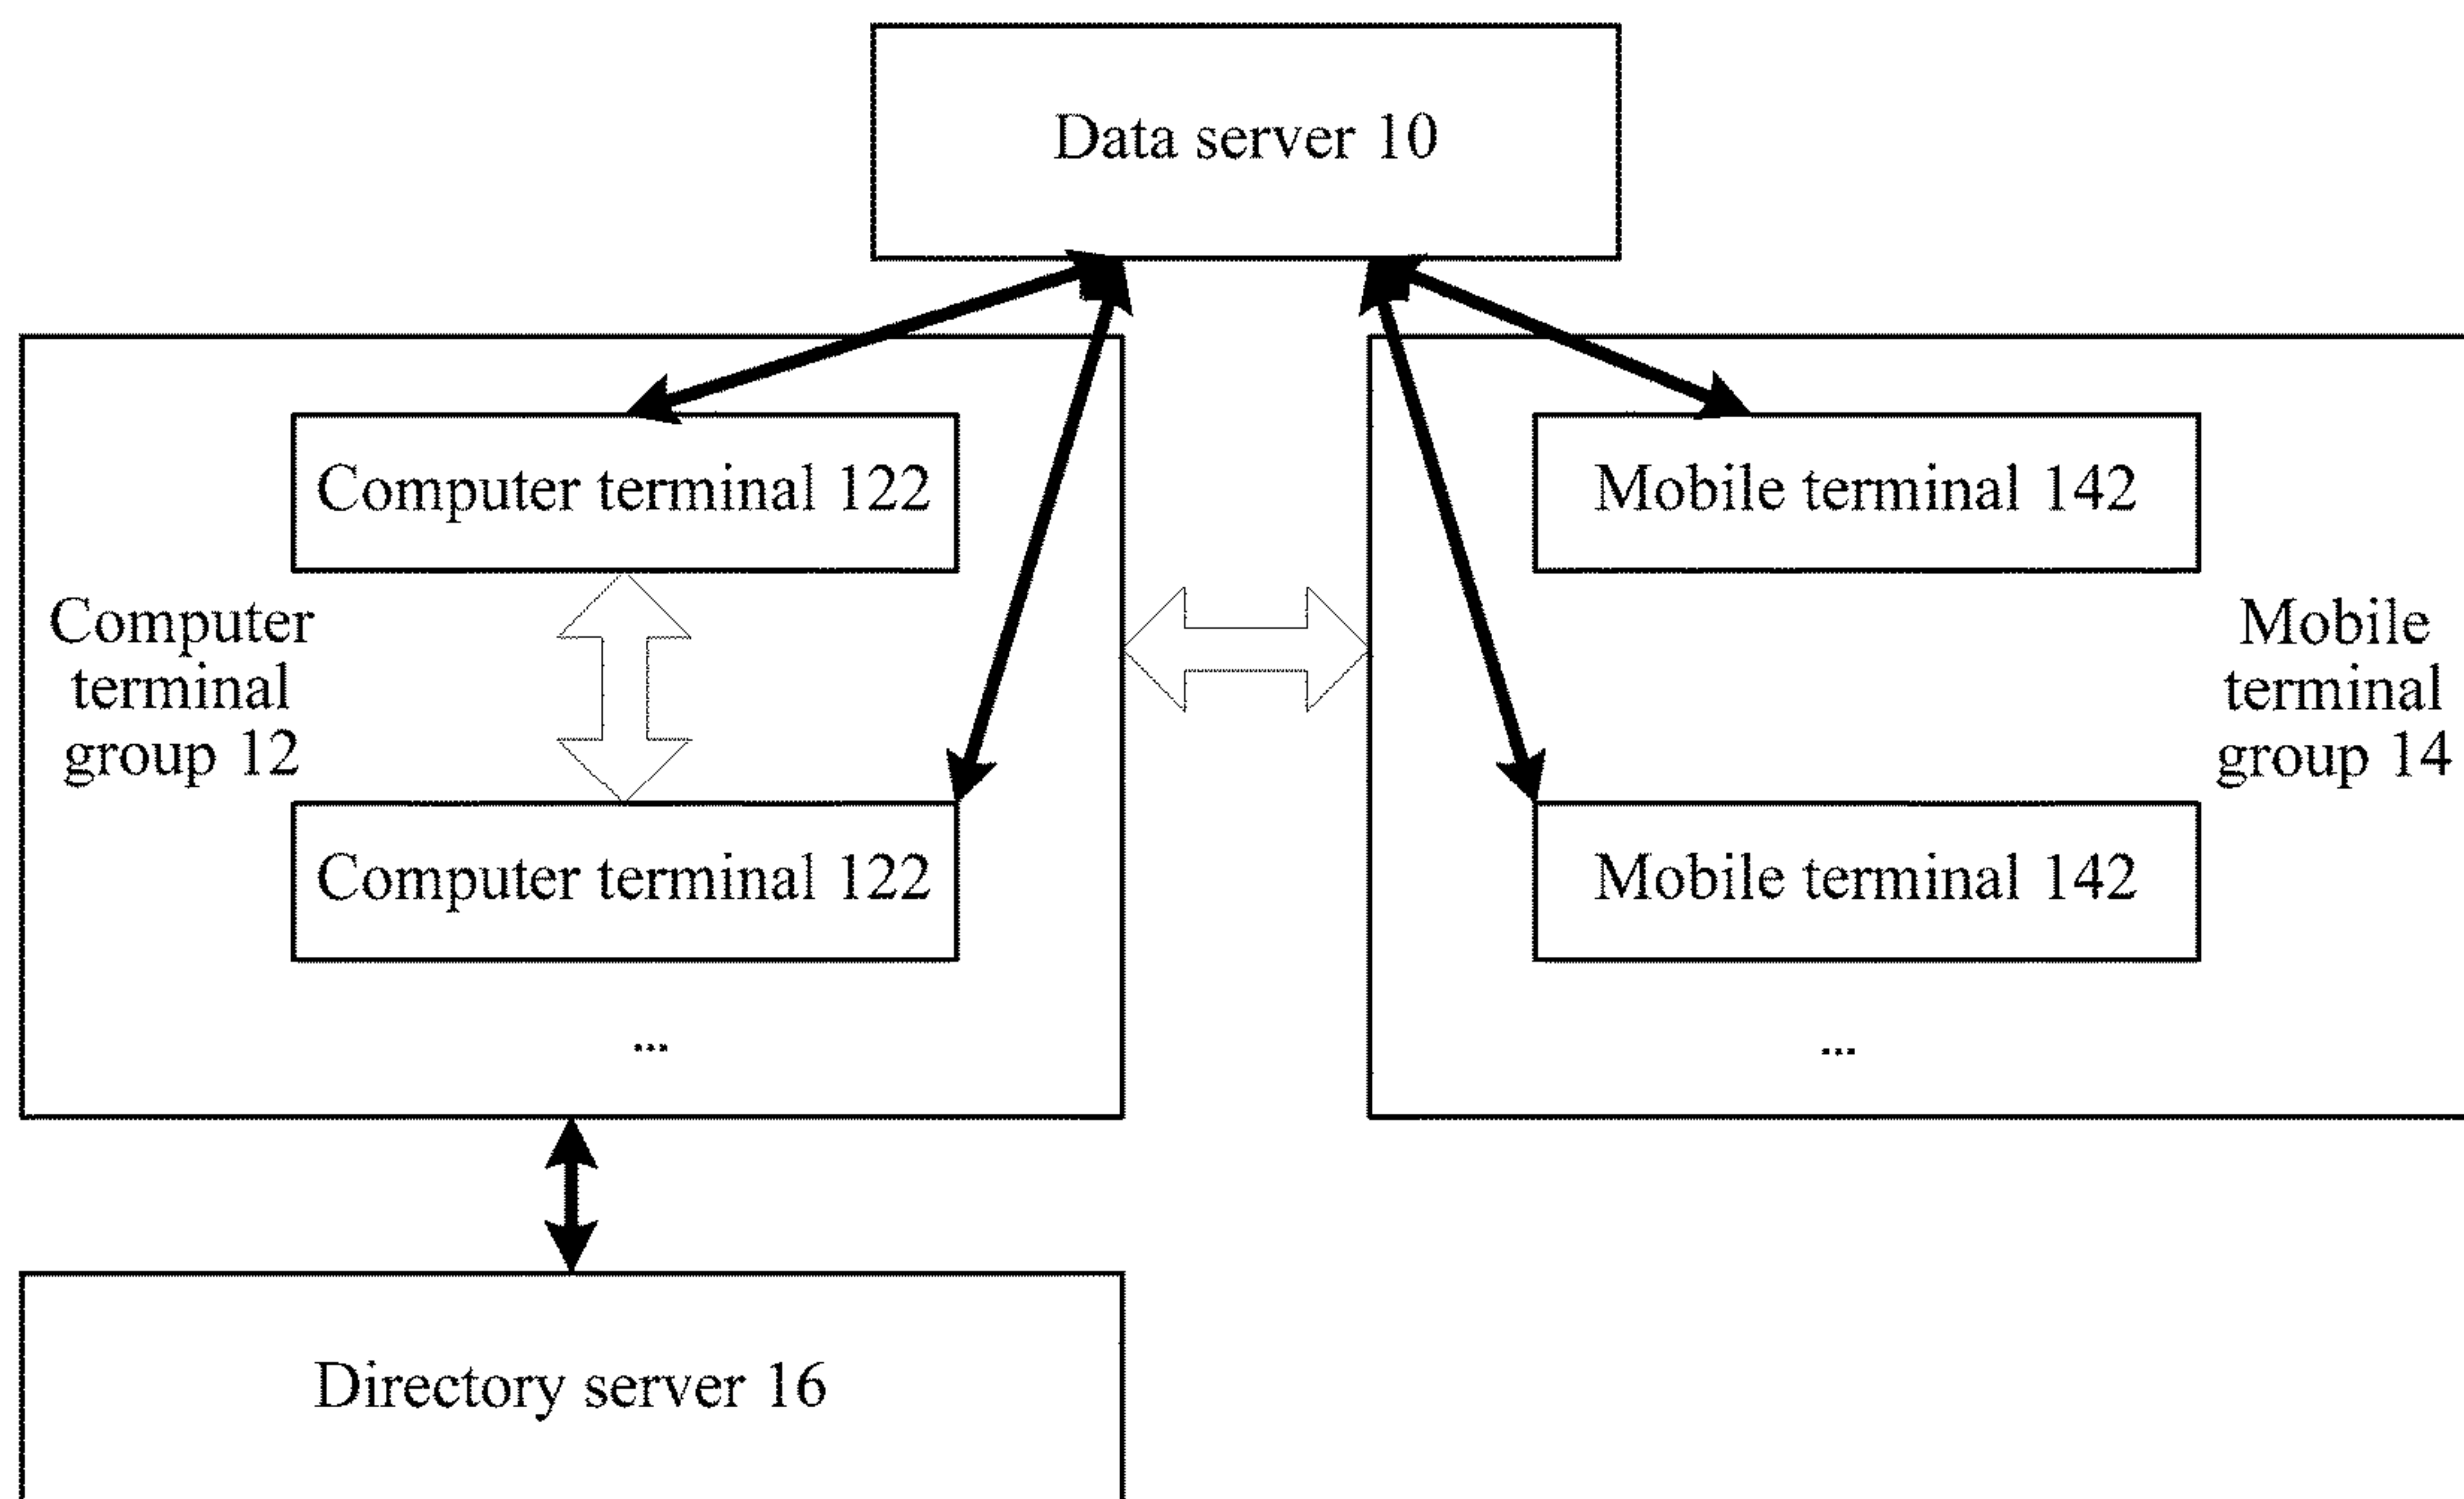 Data server 10
Computer terminal 122
Mobile terminal 142
Computer
terminal
group 12
Mobile
terminal
group 14
Computer terminal 122
Mobile terminal 142
...
...
Directory server 16